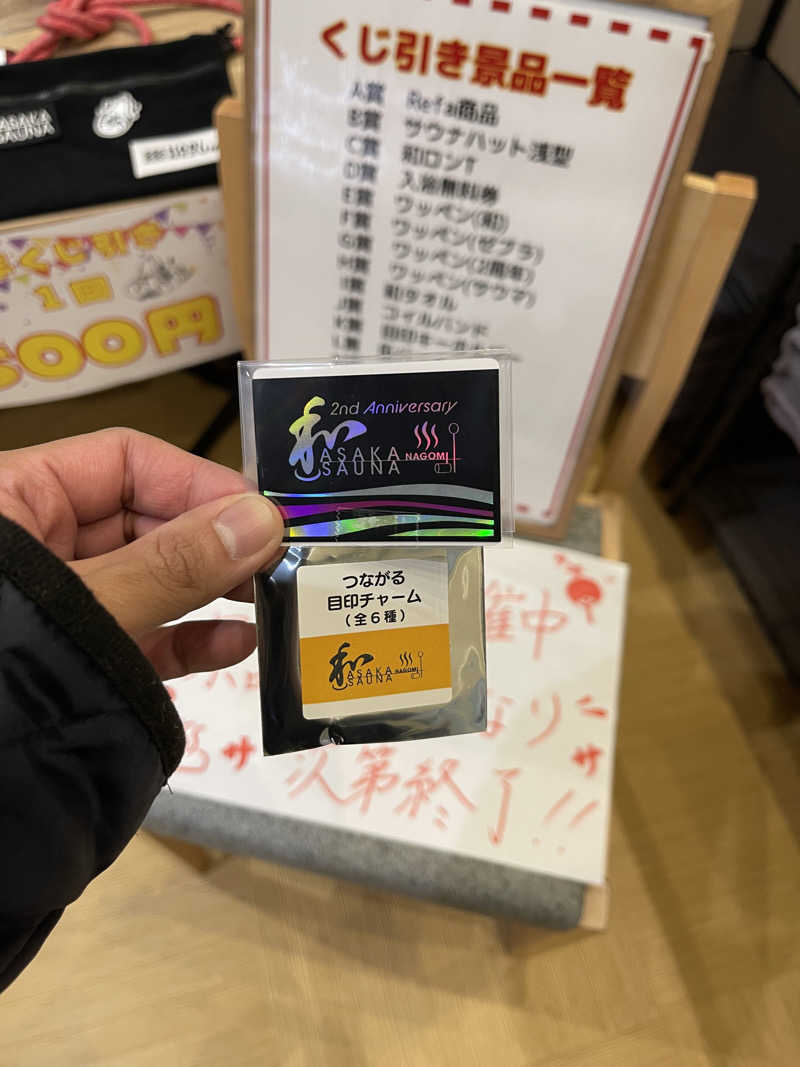 くじ引き景品一覧
A賞 Refa商品
B賞 サウナハット浅型
C賞 和ロンT
D賞 入浴無料券
E賞 ワッペン(和)
F賞 ワッペン(ゼブラ)
G賞 ワッペン(2周年)
H賞 ワッペン(サウマ)
I賞 和タオル
J賞 コイルバンド
ASAKA
SAUNA
くじ引き
1回
500円
2nd Anniversary
和
ASAKA
SAUNA
NAGOMI
つながる
目印チャーム
(全6種)
和
ASAKA
SAUNA
NAGOMI
催中
なり
次第終了!!